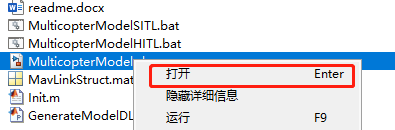 readme.docx
MulticopterModelSITL.bat
MulticopterModelHITL.bat
MulticopterModel
打开 Enter
MavLinkStruct.mat
隐藏详细信息
Init.m
运行 F9
GenerateModelDL